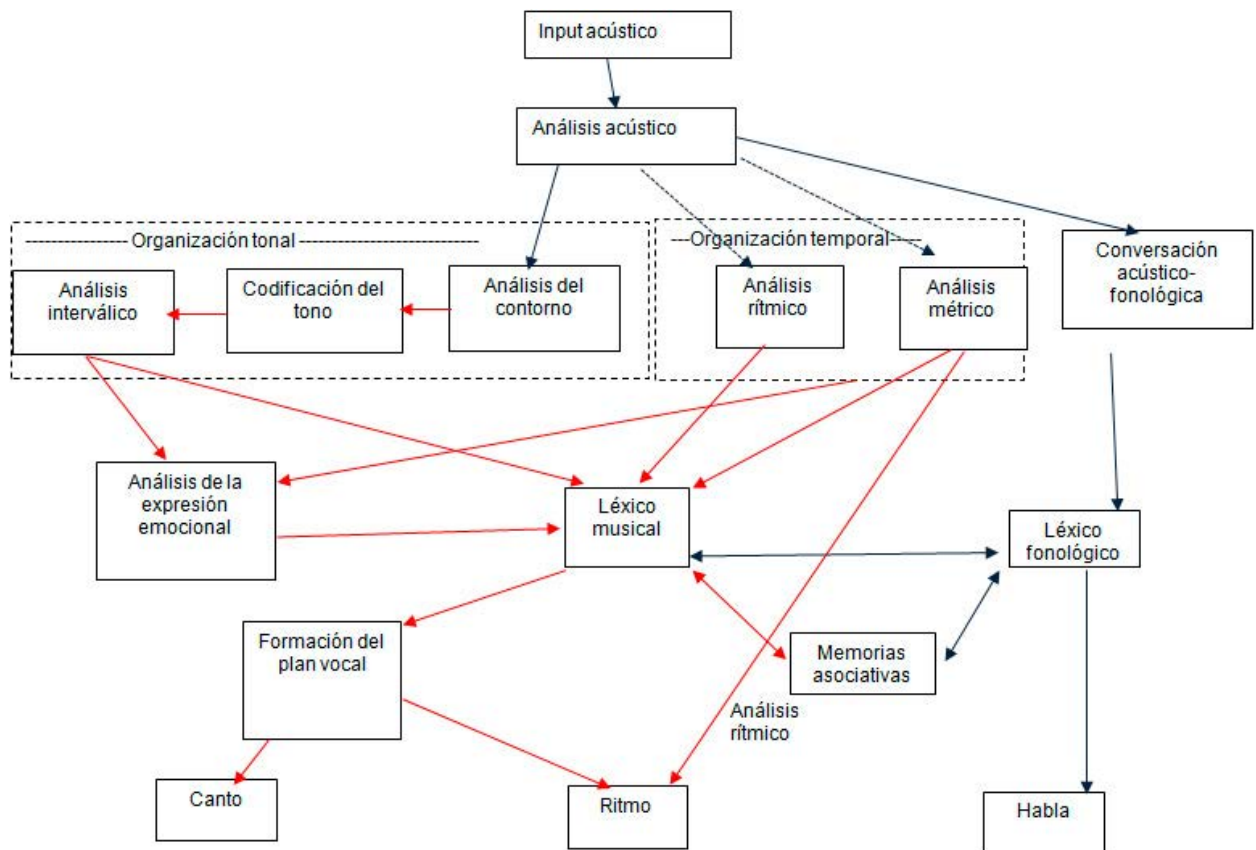 Input acústico
Análisis acústico
------------------ Organización tonal -------------------------
---Organización temporal----
Conversación
acústico-
fonológica
Análisis
interválico
Codificación del
tono
Análisis del
contorno
Análisis
rítmico
Análisis
métrico
Análisis de la
expresión
emocional
Léxico
musical
Léxico
fonológico
Formación del
plan vocal
Memorias
asociativas
Análisis
rítmico
Canto
Ritmo
Habla